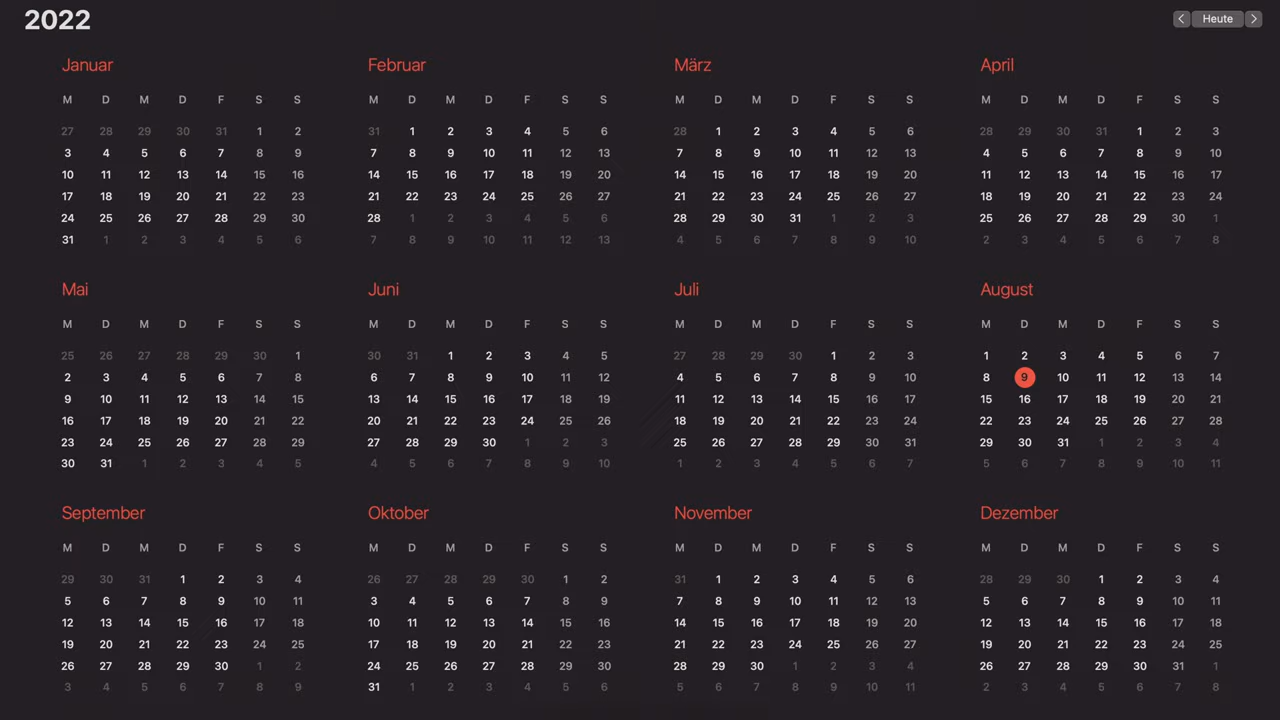 2022
Heute
Januar Februar März April
M D M D F S S M D M D F S S M D M D F S S M D M D F S S
27 28 29 30 31 1 2 31 1 2 3 4 5 6 28 1 2 3 4 5 6 28 29 30 31 1 2 3
3 4 5 6 7 8 9 7 8 9 10 11 12 13 7 8 9 10 11 12 13 4 5 6 7 8 9 10
10 11 12 13 14 15 16 14 15 16 17 18 19 20 14 15 16 17 18 19 20 11 12 13 14 15 16 17
17 18 19 20 21 22 23 21 22 23 24 25 26 27 21 22 23 24 25 26 27 18 19 20 21 22 23 24
24 25 26 27 28 29 30 28 1 2 3 4 5 6 28 29 30 31 1 2 3 25 26 27 28 29 30 1
31 1 2 3 4 5 6 7 8 9 10 11 12 13 4 5 6 7 8 9 10 2 3 4 5 6 7 8
Mai Juni Juli August
M D M D F S S M D M D F S S M D M D F S S M D M D F S S
25 26 27 28 29 30 1 30 31 1 2 3 4 5 27 28 29 30 1 2 3 1 2 3 4 5 6 7
2 3 4 5 6 7 8 6 7 8 9 10 11 12 4 5 6 7 8 9 10 8 9 10 11 12 13 14
9 10 11 12 13 14 15 13 14 15 16 17 18 19 11 12 13 14 15 16 17 15 16 17 18 19 20 21
16 17 18 19 20 21 22 20 21 22 23 24 25 26 18 19 20 21 22 23 24 22 23 24 25 26 27 28
23 24 25 26 27 28 29 27 28 29 30 1 2 3 25 26 27 28 29 30 31 29 30 31 1 2 3 4
30 31 1 2 3 4 5 4 5 6 7 8 9 10 1 2 3 4 5 6 7 5 6 7 8 9 10 11
September Oktober November Dezember
M D M D F S S M D M D F S S M D M D F S S M D M D F S S
29 30 31 1 2 3 4 26 27 28 29 30 1 2 31 1 2 3 4 5 6 28 29 30 1 2 3 4
5 6 7 8 9 10 11 3 4 5 6 7 8 9 7 8 9 10 11 12 13 5 6 7 8 9 10 11
12 13 14 15 16 17 18 10 11 12 13 14 15 16 14 15 16 17 18 19 20 12 13 14 15 16 17 18
19 20 21 22 23 24 25 17 18 19 20 21 22 23 21 22 23 24 25 26 27 19 20 21 22 23 24 25
26 27 28 29 30 1 2 24 25 26 27 28 29 30 28 29 30 1 2 3 4 26 27 28 29 30 31 1
3 4 5 6 7 8 9 31 1 2 3 4 5 6 5 6 7 8 9 10 11 2 3 4 5 6 7 8